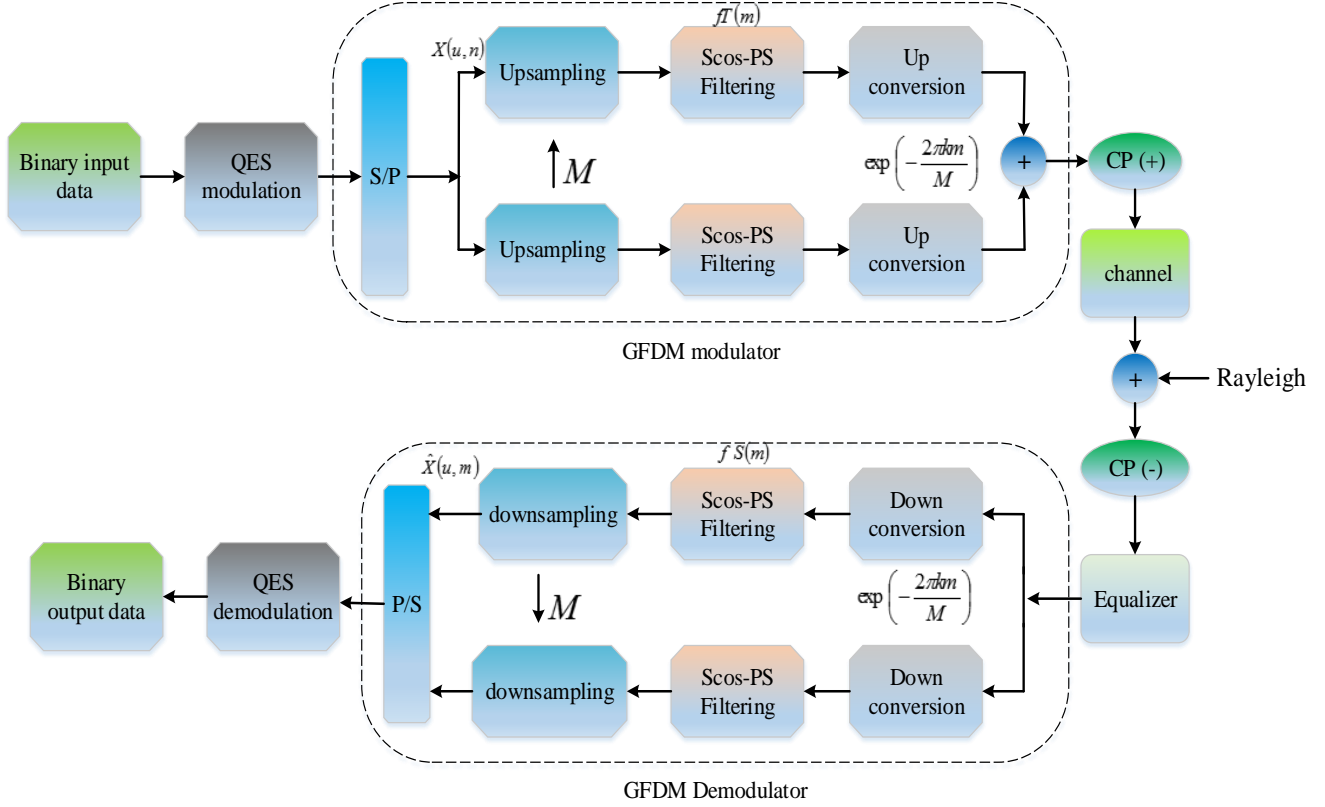 fT(m)
X(u,n)
Upsampling
Scos-PS
Filtering
Up
conversion
Binary input
data
QES
modulation
S/P
↑ M
exp(-2πkm/M)
+
CP (+)
Upsampling
Scos-PS
Filtering
Up
conversion
channel
GFDM modulator
+
Rayleigh
CP (-)
f S(m)
X̂(u,m)
downsampling
Scos-PS
Filtering
Down
conversion
Binary
output data
QES
demodulation
P/S
↓ M
exp(-2πkm/M)
Equalizer
downsampling
Scos-PS
Filtering
Down
conversion
GFDM Demodulator